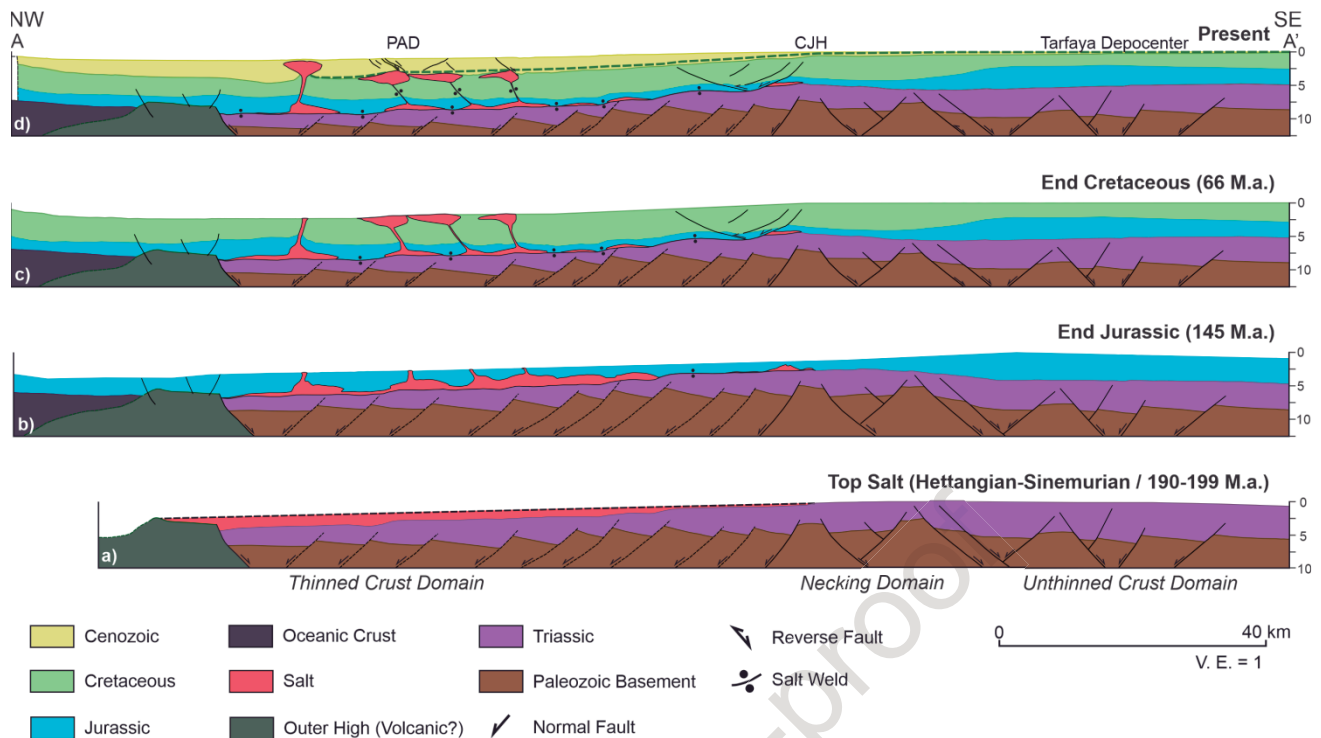 NW
A
PAD
CJH
Tarfaya Depocenter
Present
SE
A'
0
5
10
d)
End Cretaceous (66 M.a.)
0
5
10
c)
End Jurassic (145 M.a.)
0
5
10
b)
Top Salt (Hettangian-Sinemurian / 190-199 M.a.)
0
5
10
a)
Thinned Crust Domain
Necking Domain
Unthinned Crust Domain
Cenozoic
Oceanic Crust
Triassic
Reverse Fault
0
40 km
V. E. = 1
Cretaceous
Salt
Paleozoic Basement
Salt Weld
Jurassic
Outer High (Volcanic?)
Normal Fault
proof